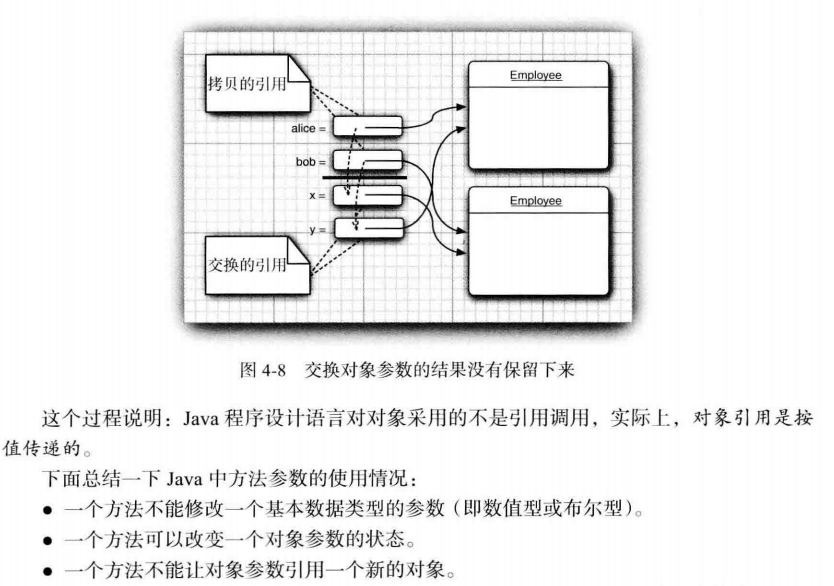 拷贝的引用
Employee
alice =
bob =
x =
Employee
y =
交换的引用
图 4-8 交换对象参数的结果没有保留下来
这个过程说明：Java 程序设计语言对对象采用的不是引用调用，实际上，对象引用是按
值传递的。
下面总结一下 Java 中方法参数的使用情况：
● 一个方法不能修改一个基本数据类型的参数（即数值型或布尔型）。
● 一个方法可以改变一个对象参数的状态。
● 一个方法不能让对象参数引用一个新的对象。